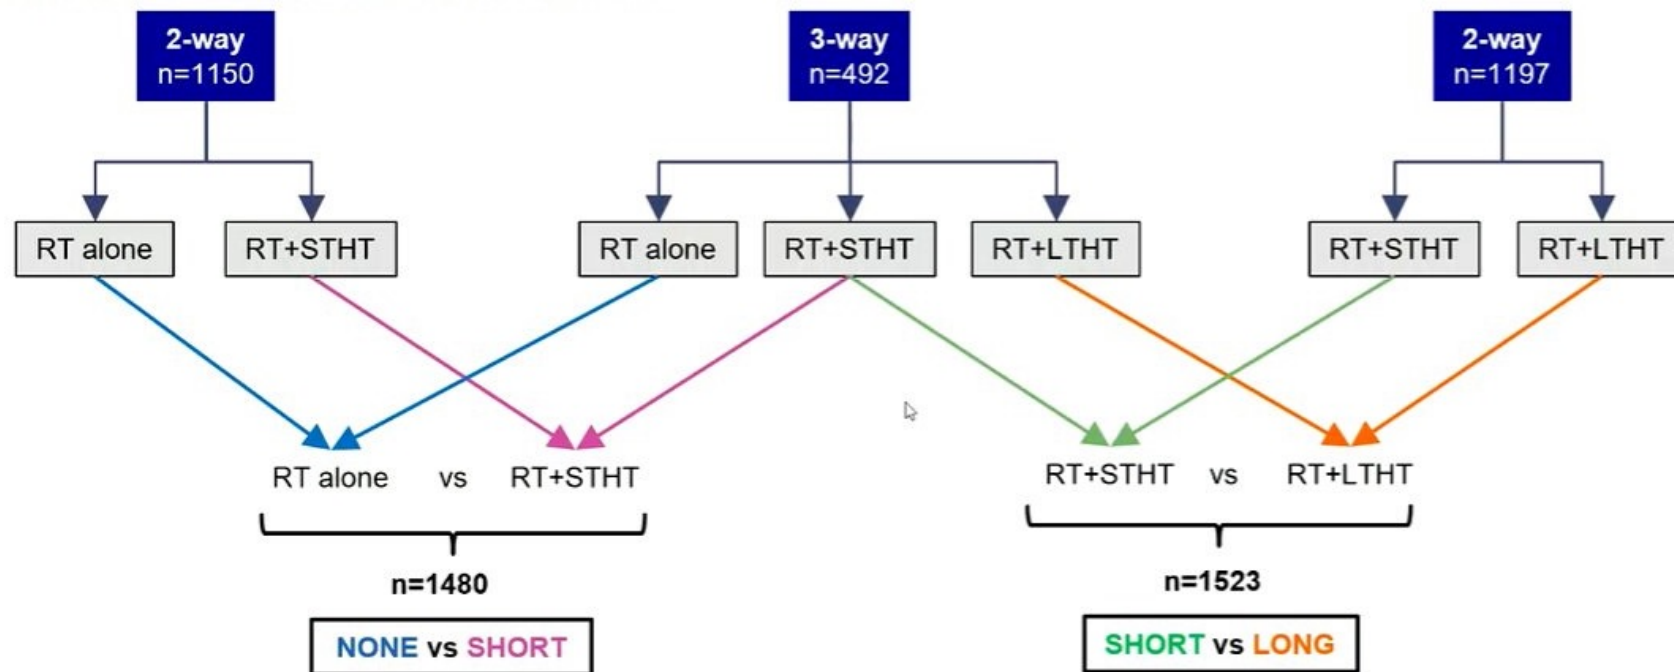 2-way
n=1150
3-way
n=492
2-way
n=1197
RT alone
RT+STHT
RT alone
RT+STHT
RT+LTHT
RT+STHT
RT+LTHT
RT alone vs RT+STHT
RT+STHT vs RT+LTHT
n=1480
n=1523
NONE vs SHORT
SHORT vs LONG